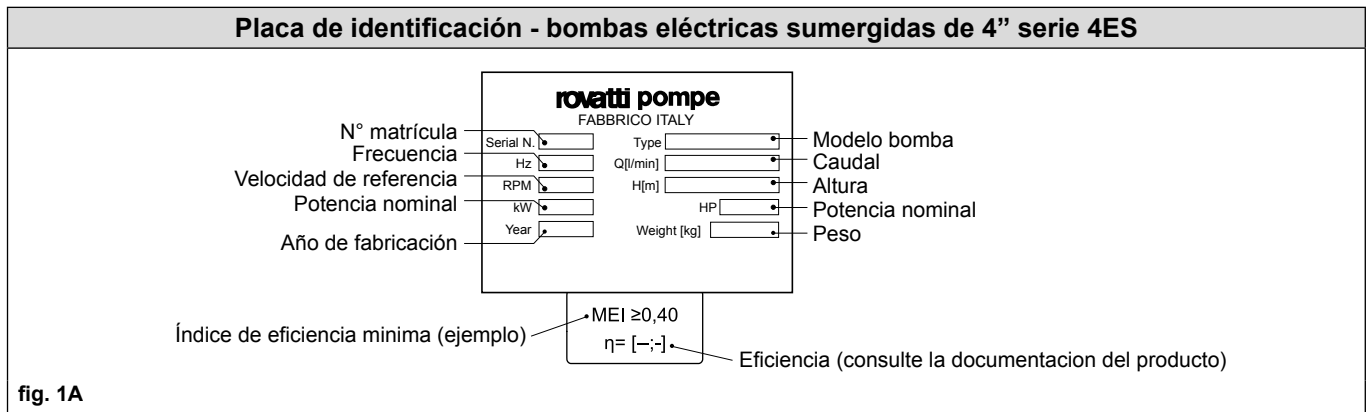 Placa de identificación - bombas eléctricas sumergidas de 4” serie 4ES
rovatti pompe
FABBRICO ITALY
N° matrícula Serial N. Type Modelo bomba
Frecuencia Hz Q[l/min] Caudal
Velocidad de referencia RPM H[m] Altura
Potencia nominal kW HP Potencia nominal
Año de fabricación Year Weight [kg] Peso
Índice de eficiencia minima (ejemplo) MEI ≥0,40
η= [–;-] Eficiencia (consulte la documentacion del producto)
fig. 1A